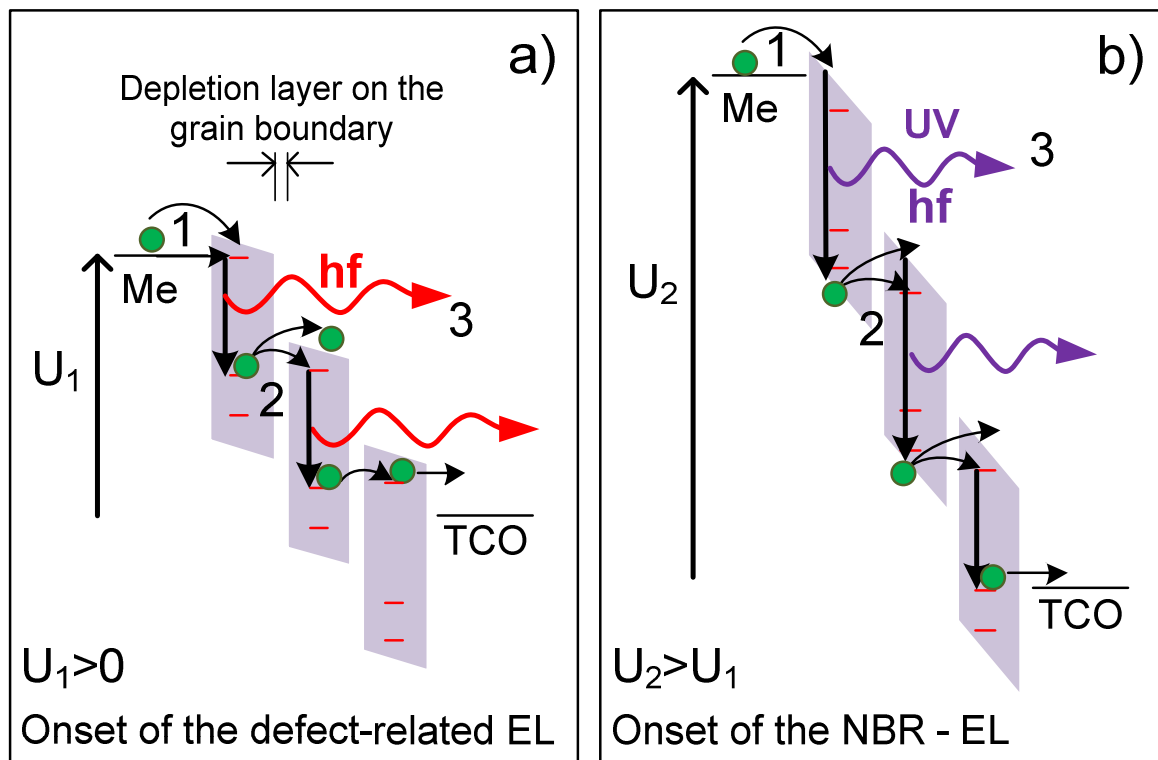 a)
Depletion layer on the
grain boundary
1
Me
hf
3
U1
2
TCO
U1>0
Onset of the defect-related EL
b)
1
Me
UV
3
hf
U2
2
TCO
U2>U1
Onset of the NBR - EL